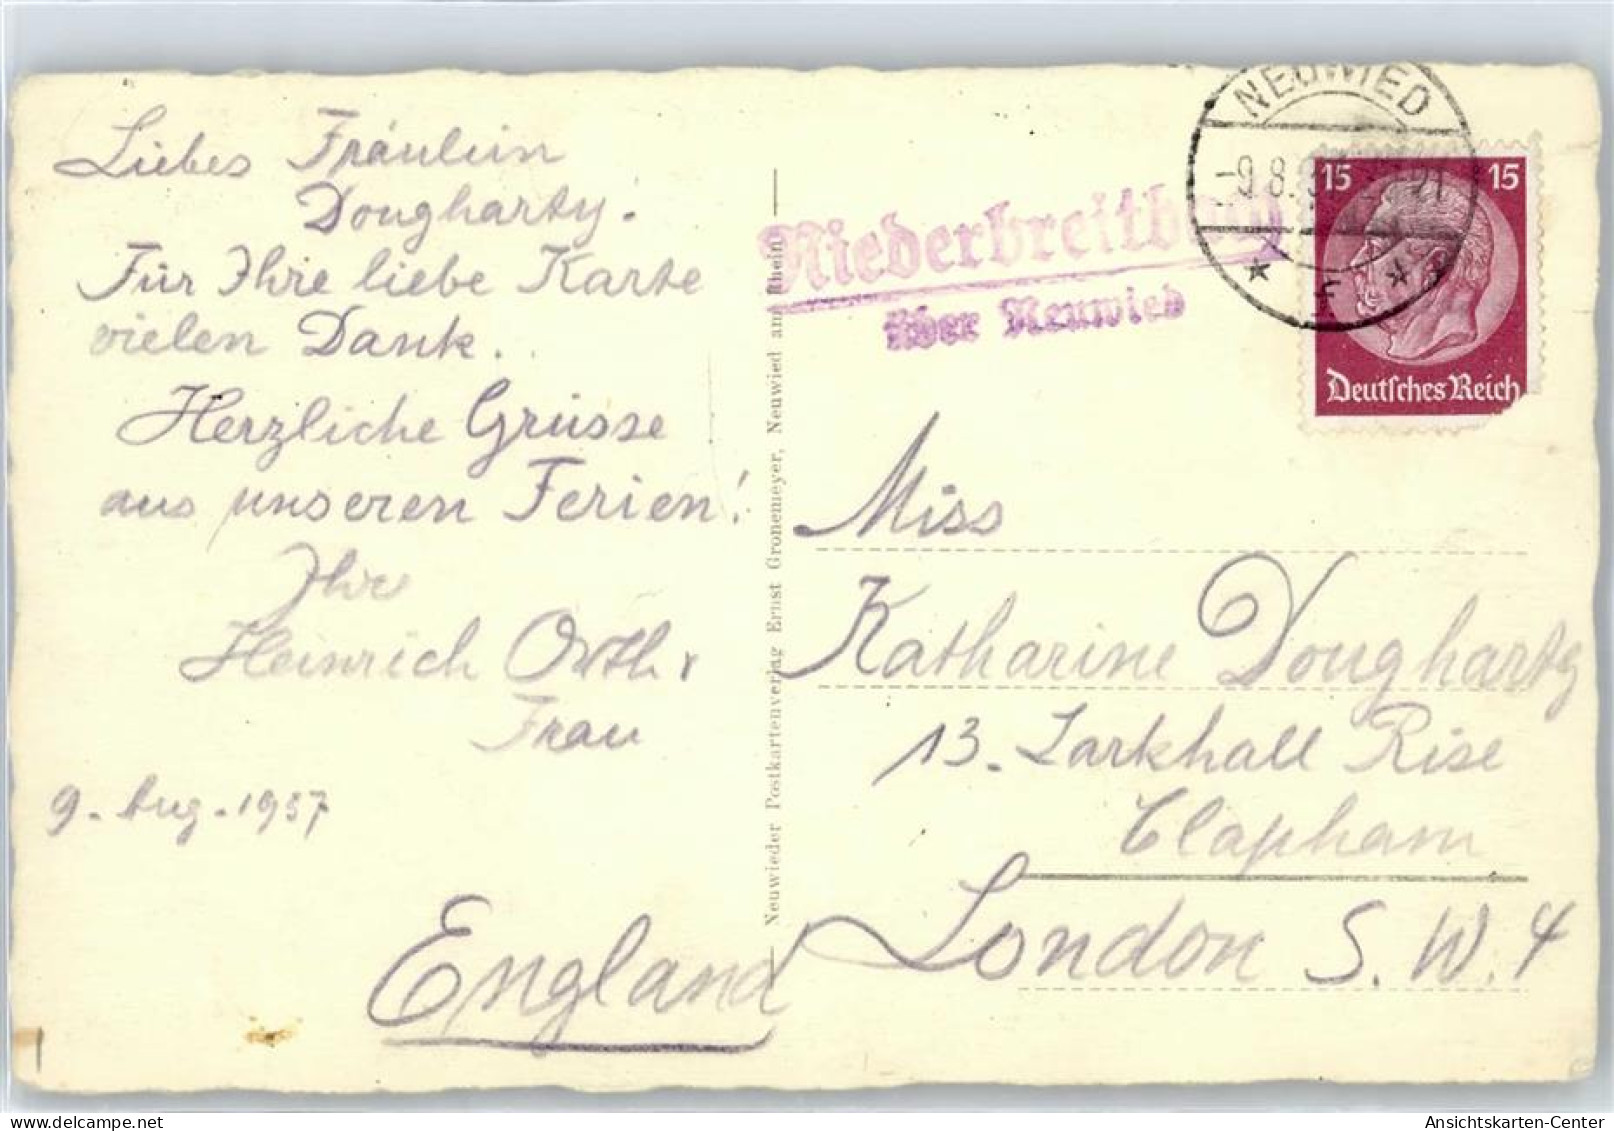 Liebes Fräulein
Dougharty.
Für Ihre liebe Karte
vielen Dank.
Herzliche Grüsse
aus unseren Ferien!
Ihre
Heinrich Orth
Frau
9. Aug. 1937
England
Neuwieder Postkartenverlag Ernst Gronemeyer, Neuwied am Rhein
Niederbreitbach
über Neuwied
NEUWIED
-9.8.
15 15
Deutsches Reich
Miss
Katharine Dougharty
13. Larkhall Rise
Clapham
London S.W.4
Ansichtskarten-Center